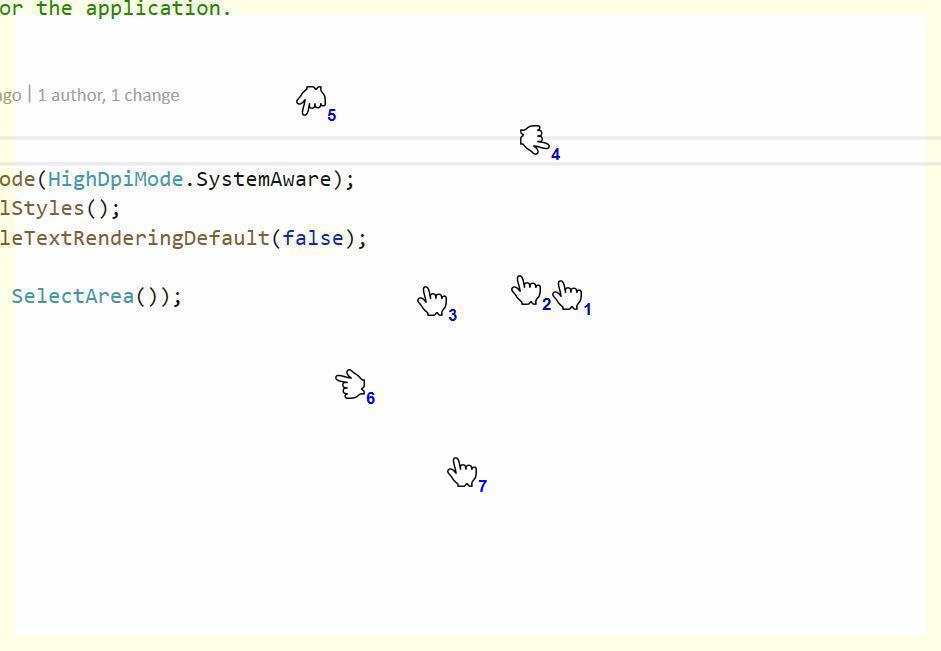 or the application.
ago | 1 author, 1 change
5
4
ode(HighDpiMode.SystemAware);
lStyles();
leTextRenderingDefault(false);
SelectArea());
3
2
1
6
7